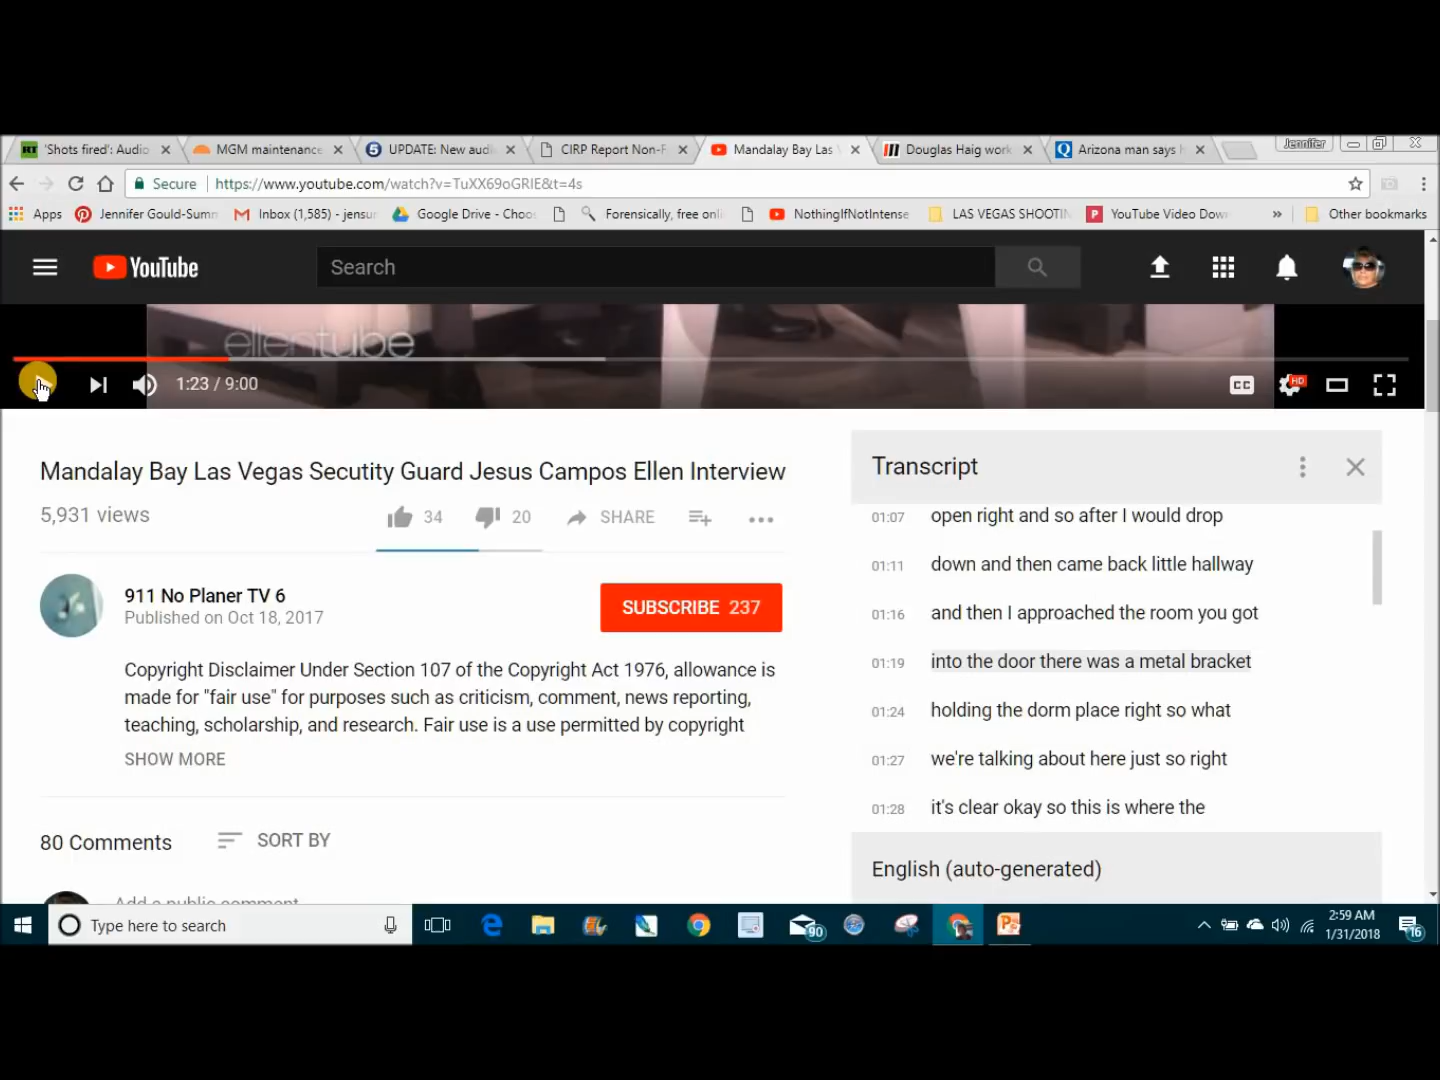 'Shots fired': Audio
MGM maintenance
UPDATE: New audi
CIRP Report Non-F
Mandalay Bay Las
Douglas Haig work
Arizona man says h
Jennifer
Secure
https://www.youtube.com/watch?v=TuXX69oGRIE&t=4s
Apps
Jennifer Gould-Summ
Inbox (1,585) - jensur
Google Drive - Choo
Forensically, free onli
NothingIfNotIntense
LAS VEGAS SHOOTIN
YouTube Video Down
»
Other bookmarks
YouTube
Search
ellentube
1:23 / 9:00
CC
HD
Mandalay Bay Las Vegas Secutity Guard Jesus Campos Ellen Interview
5,931 views
34
20
SHARE
911 No Planer TV 6
Published on Oct 18, 2017
SUBSCRIBE 237
Copyright Disclaimer Under Section 107 of the Copyright Act 1976, allowance is
made for "fair use" for purposes such as criticism, comment, news reporting,
teaching, scholarship, and research. Fair use is a use permitted by copyright
SHOW MORE
80 Comments
SORT BY
Add a public comment
Transcript
01:07 open right and so after I would drop
01:11 down and then came back little hallway
01:16 and then I approached the room you got
01:19 into the door there was a metal bracket
01:24 holding the dorm place right so what
01:27 we're talking about here just so right
01:28 it's clear okay so this is where the
English (auto-generated)
Type here to search
90
2:59 AM
1/31/2018
16